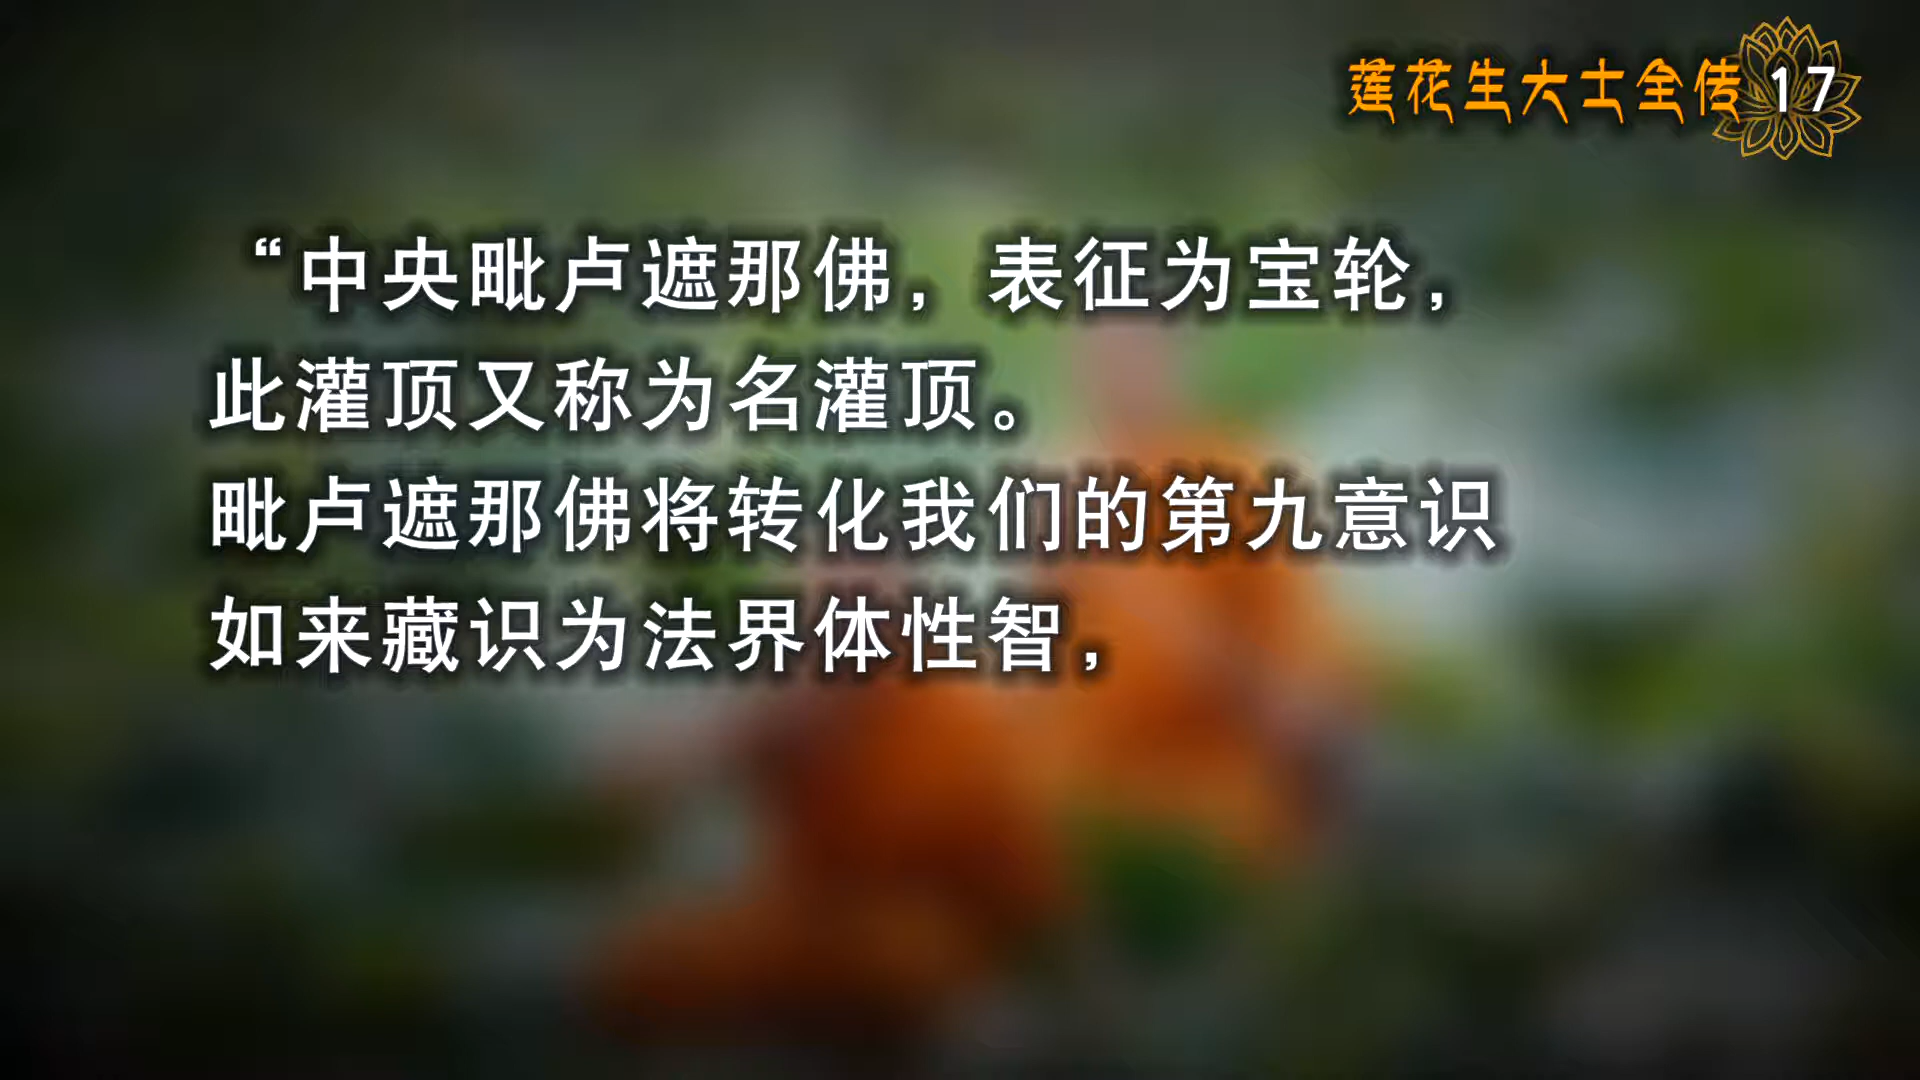 莲花生大士全传 17
“中央毗卢遮那佛，表征为宝轮，
此灌顶又称为名灌顶。
毗卢遮那佛将转化我们的第九意识
如来藏识为法界体性智，